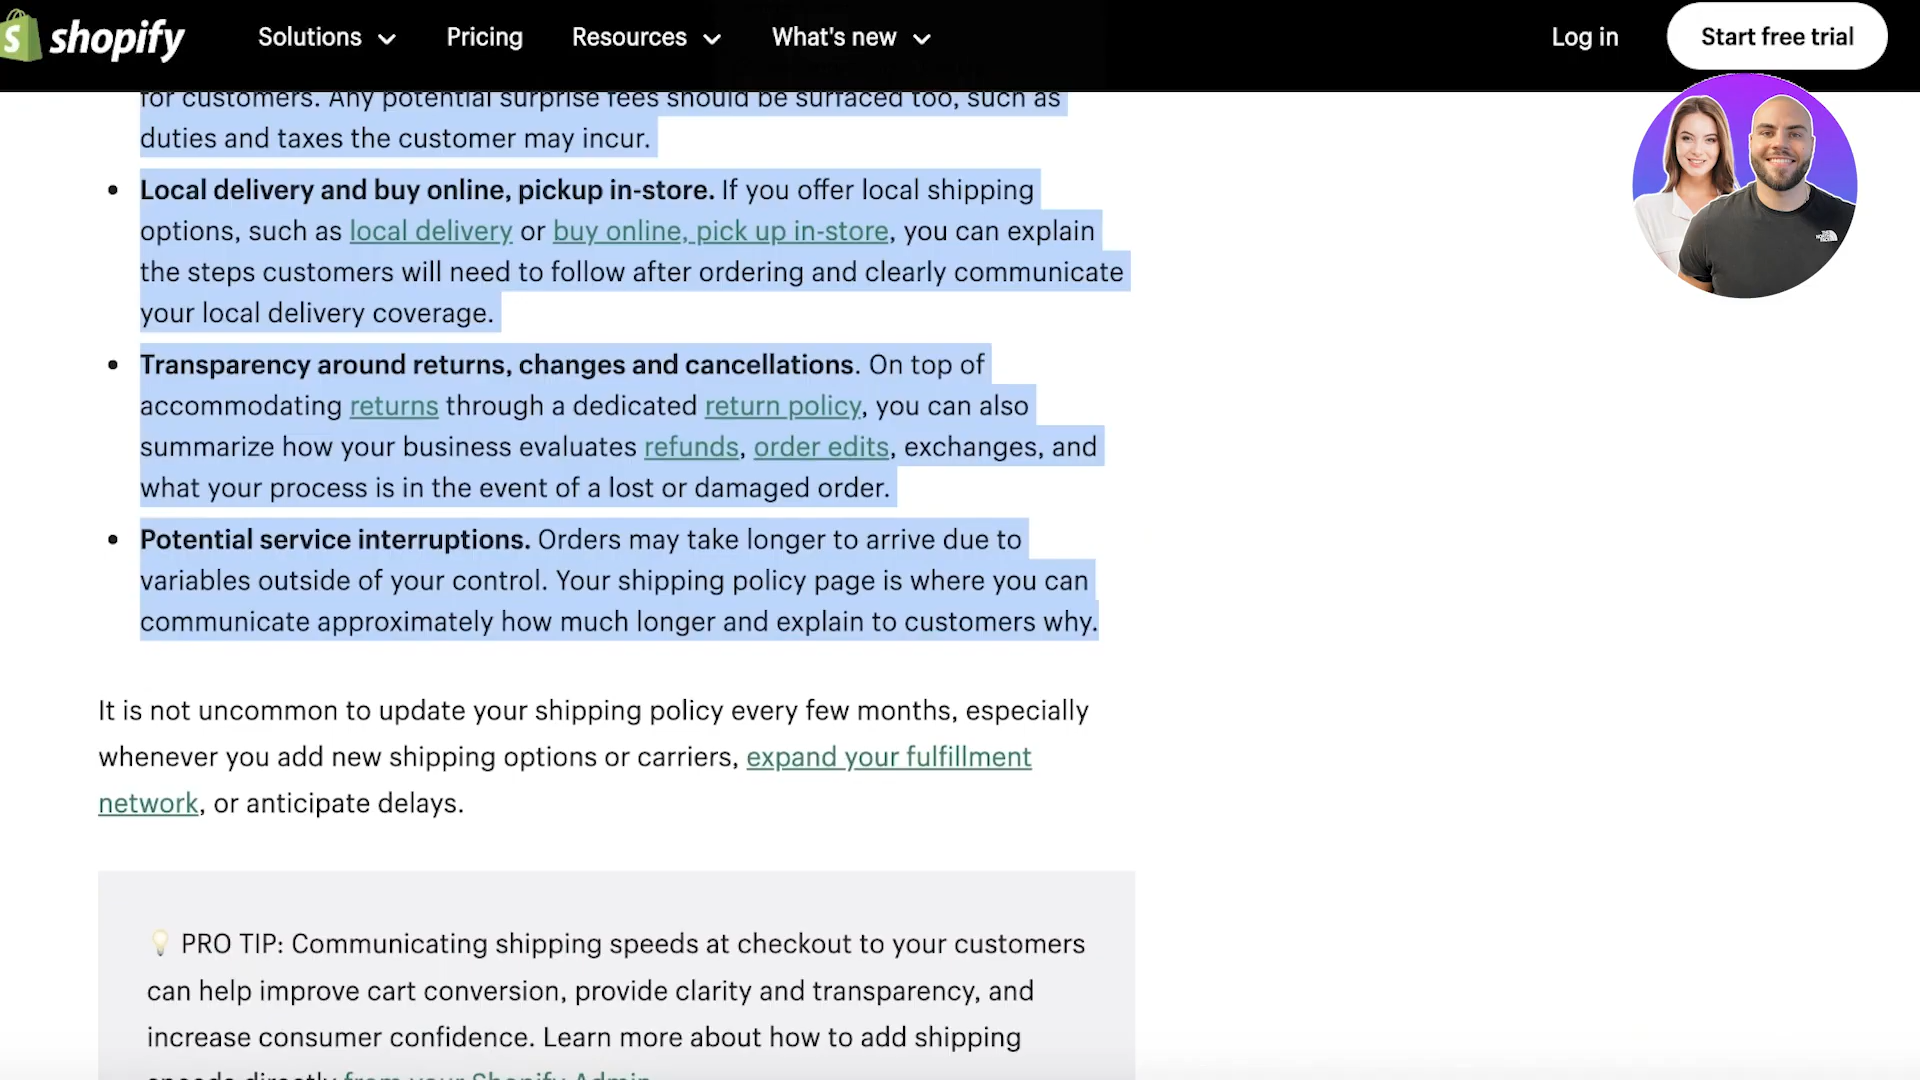 shopify
Solutions
Pricing
Resources
What's new
Log in
Start free trial
for customers. Any potential surprise fees should be surfaced too, such as
duties and taxes the customer may incur.
• Local delivery and buy online, pickup in-store. If you offer local shipping
options, such as local delivery or buy online, pick up in-store, you can explain
the steps customers will need to follow after ordering and clearly communicate
your local delivery coverage.
• Transparency around returns, changes and cancellations. On top of
accommodating returns through a dedicated return policy, you can also
summarize how your business evaluates refunds, order edits, exchanges, and
what your process is in the event of a lost or damaged order.
• Potential service interruptions. Orders may take longer to arrive due to
variables outside of your control. Your shipping policy page is where you can
communicate approximately how much longer and explain to customers why.
It is not uncommon to update your shipping policy every few months, especially
whenever you add new shipping options or carriers, expand your fulfillment
network, or anticipate delays.
💡 PRO TIP: Communicating shipping speeds at checkout to your customers
can help improve cart conversion, provide clarity and transparency, and
increase consumer confidence. Learn more about how to add shipping
speeds directly from your Shopify Admin